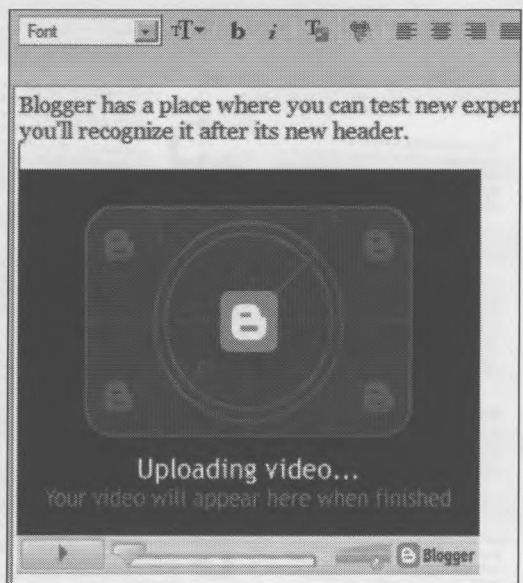 Font
TT b i T
Blogger has a place where you can test new exper
you'll recognize it after its new header.
Uploading video...
Your video will appear here when finished
Blogger